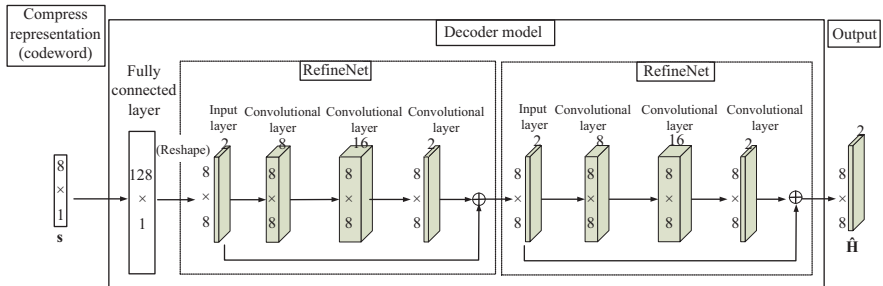 Compress
representation
(codeword)
Decoder model
Output
RefineNet
RefineNet
Fully
connected
layer
(Reshape)
Input
layer
2
Convolutional
layer
8
Convolutional
layer
16
Convolutional
layer
2
Input
layer
2
Convolutional
layer
8
Convolutional
layer
16
Convolutional
layer
2
2
8
×
1
s
128
×
1
8
×
8
8
×
8
8
×
8
8
×
8
8
×
8
8
×
8
8
×
8
8
×
8
8
×
8
Ĥ